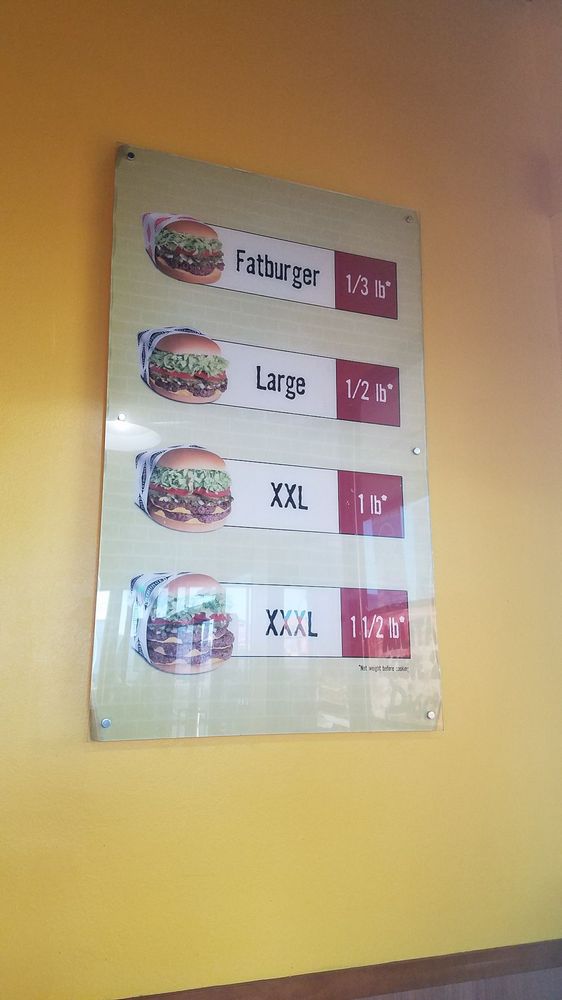 Fatburger 1/3 lb*
Large 1/2 lb*
XXL 1 lb*
XXXL 1 1/2 lb*
*Net weight before cooking